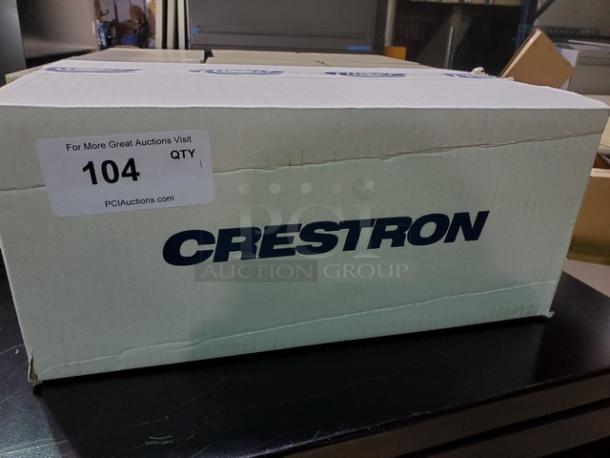 For More Great Auctions Visit
104
QTY
PCIAuctions.com
PCI
CRESTRON
AUCTION GROUP